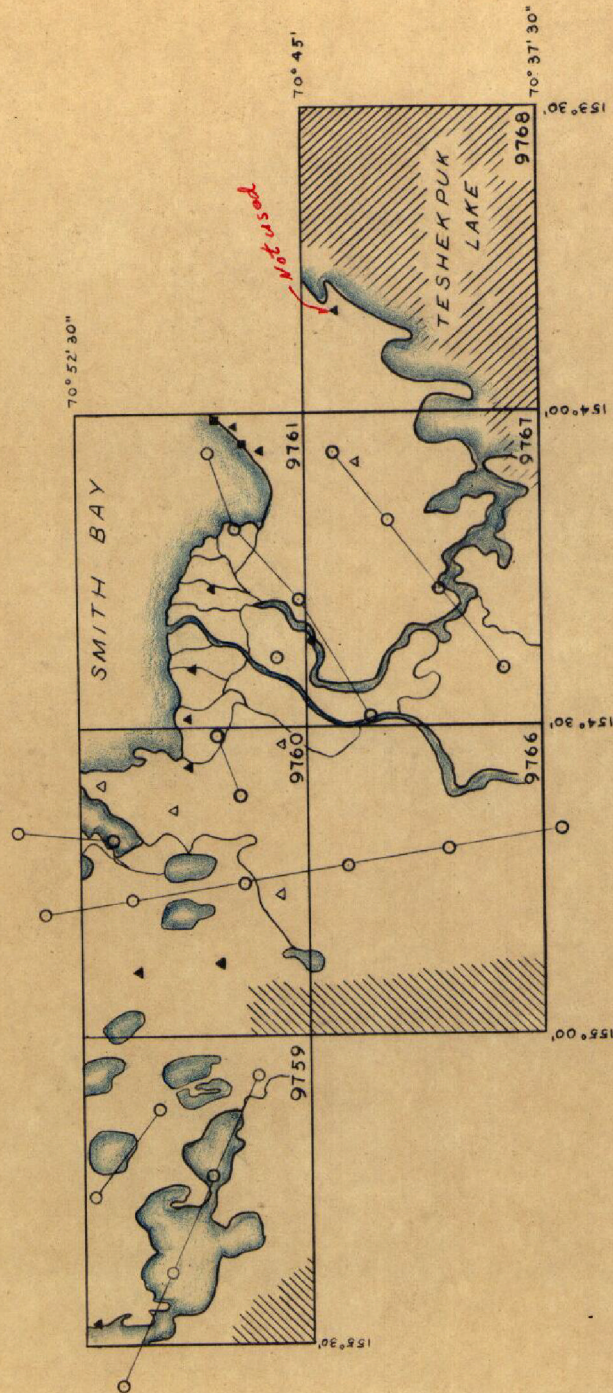 70° 45'
70° 37' 30"
153° 30'
9768
TESHEKPUK
LAKE
Not used
70° 52' 30"
154° 00'
9761
9767
SMITH BAY
154° 30'
9760
9766
155° 00'
9759
155° 30'